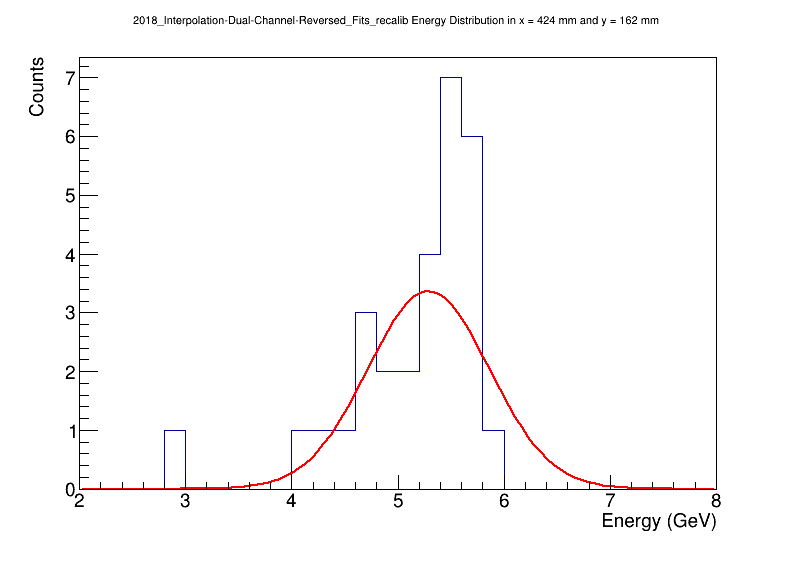 2018_Interpolation-Dual-Channel-Reversed_Fits_recalib Energy Distribution in x = 424 mm and y = 162 mm
Counts
7
6
5
4
3
2
1
0
2 3 4 5 6 7 8
Energy (GeV)